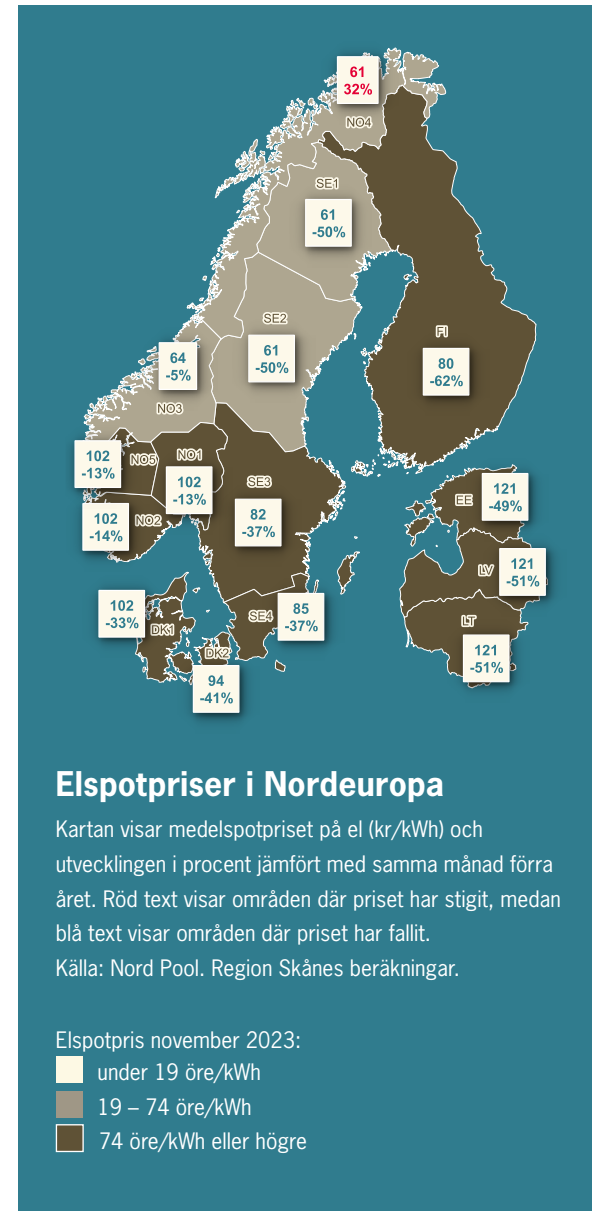 61
32%
NO4
SE1
61
-50%
SE2
61
-50%
FI
80
-62%
64
-5%
NO3
102
-13%
NO5
NO1
102
-13%
SE3
82
-37%
102
-14%
NO2
EE
121
-49%
LV
121
-51%
LT
121
-51%
102
-33%
DK1
SE4
85
-37%
DK2
94
-41%
Elspotpriser i Nordeuropa
Kartan visar medelspotpriset på el (kr/kWh) och
utvecklingen i procent jämfört med samma månad förra
året. Röd text visar områden där priset har stigit, medan
blå text visar områden där priset har fallit.
Källa: Nord Pool. Region Skånes beräkningar.
Elspotpris november 2023:
under 19 öre/kWh
19 – 74 öre/kWh
74 öre/kWh eller högre